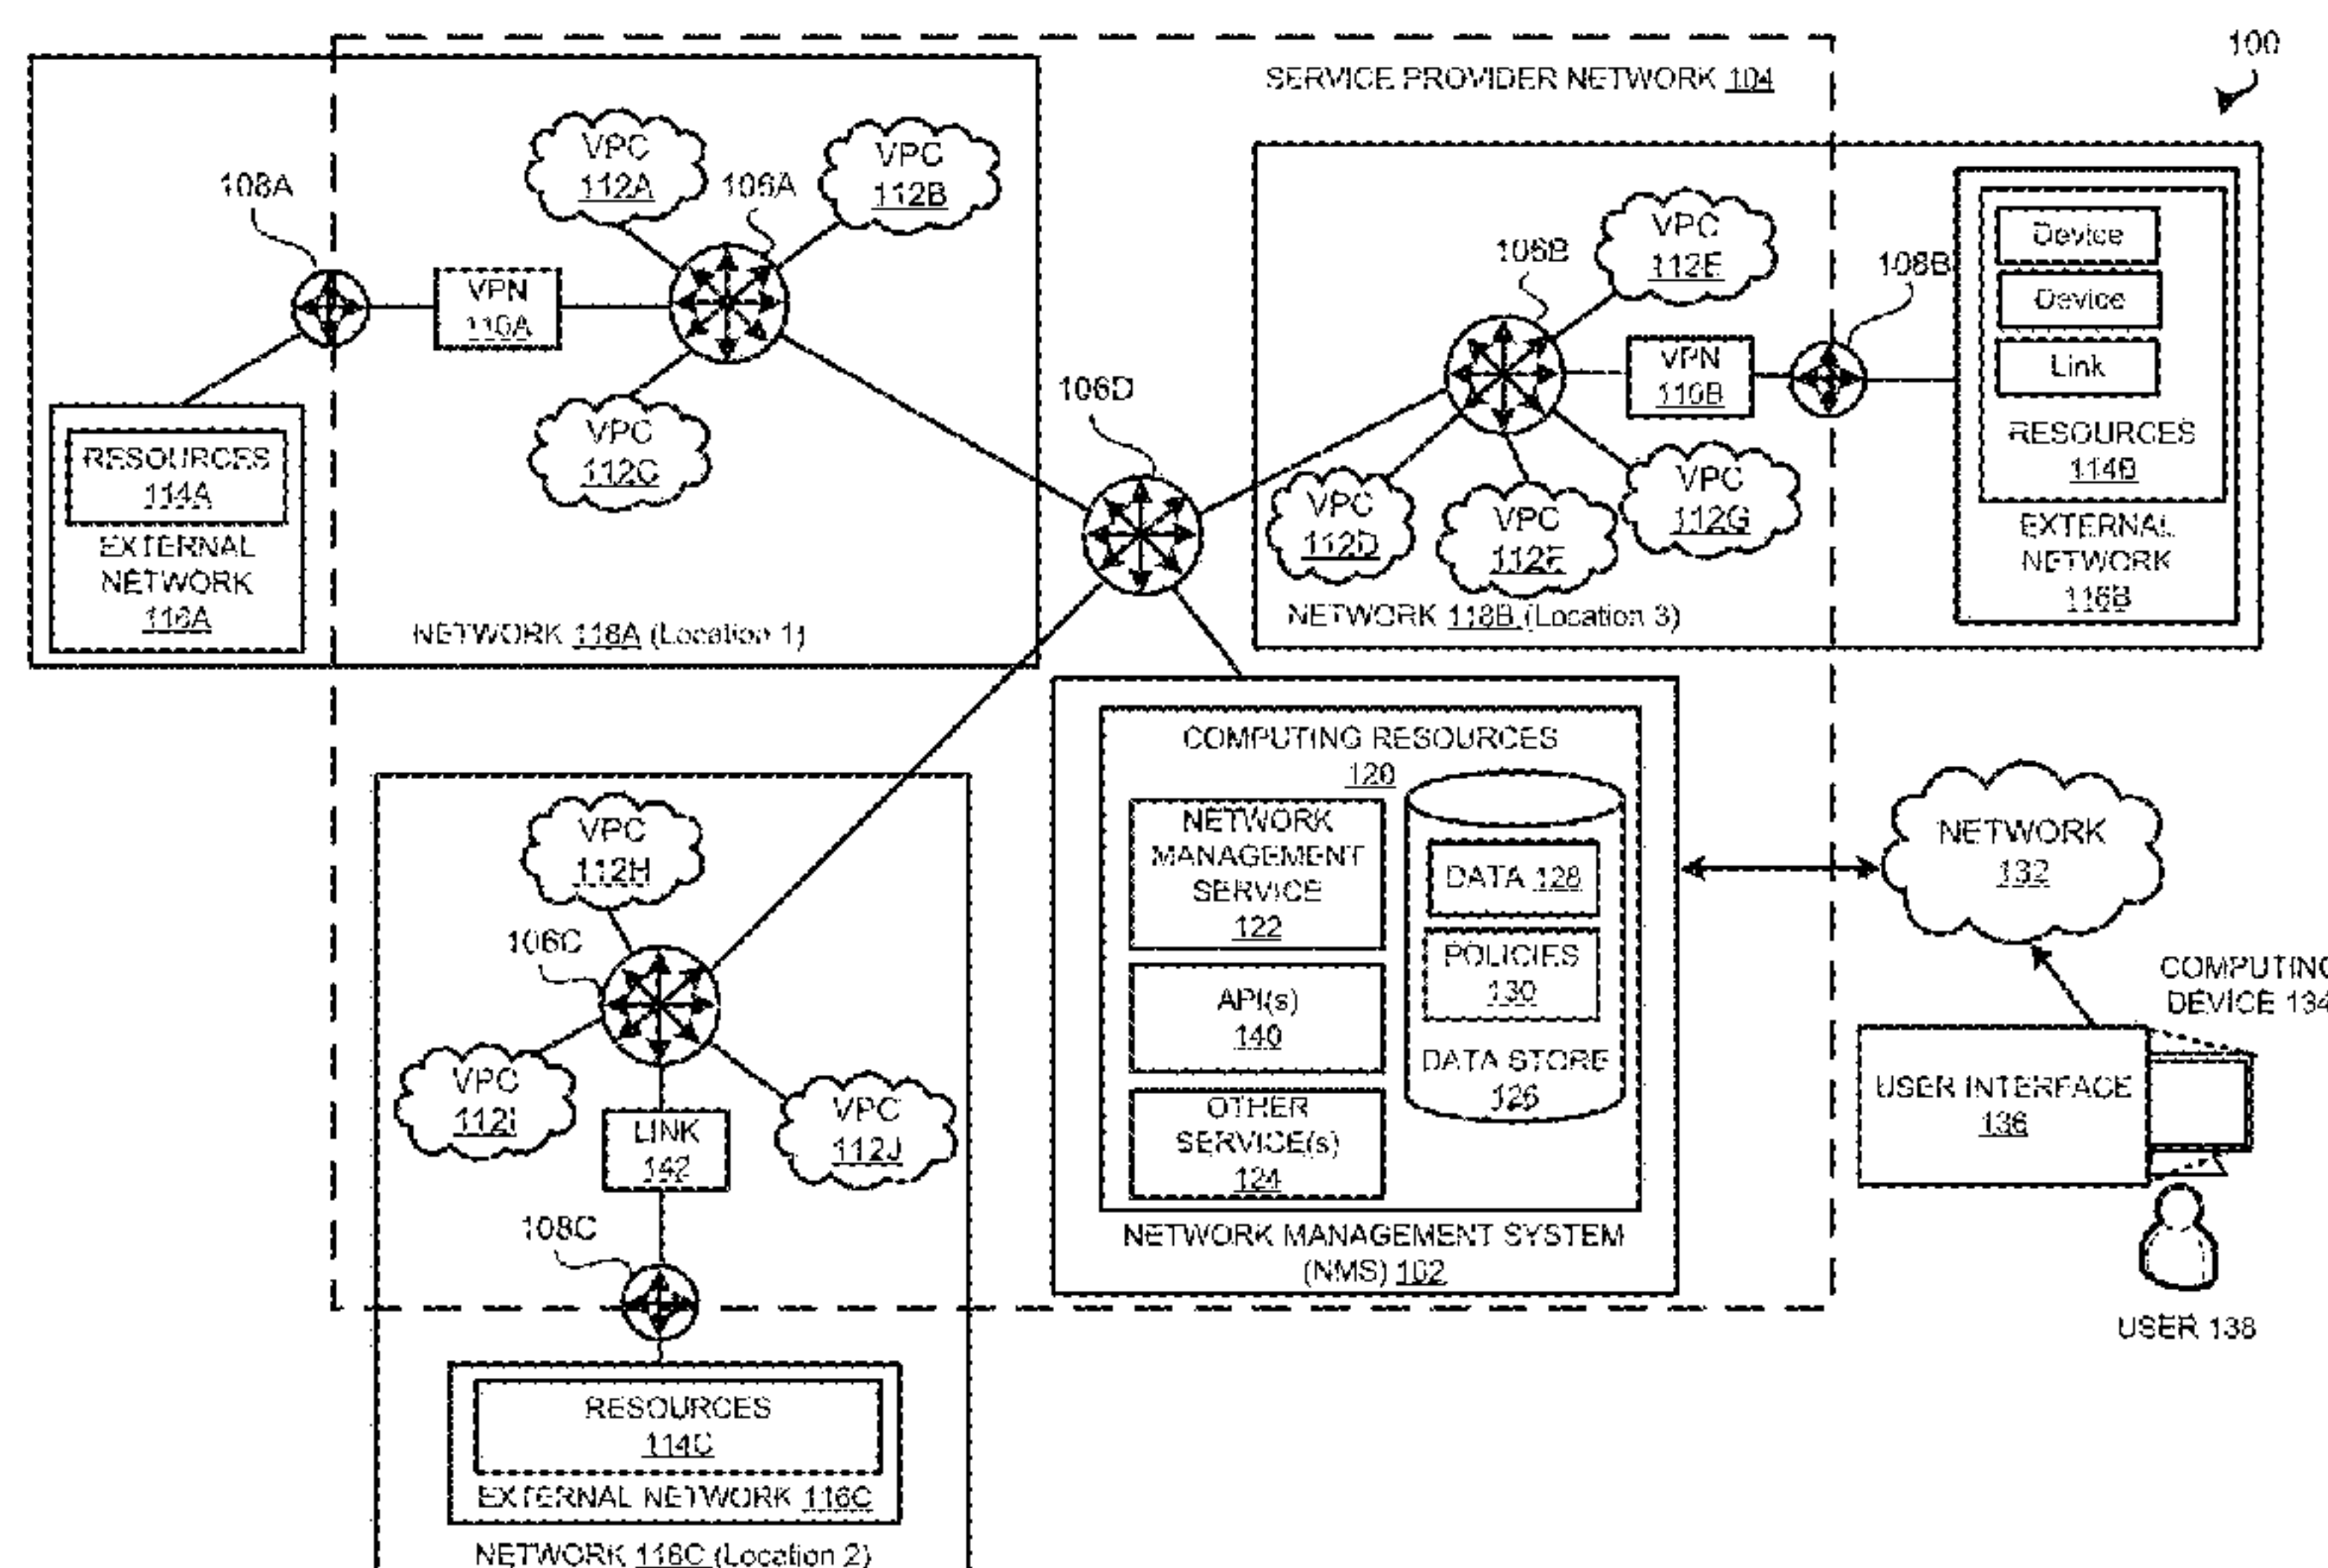 100
SERVICE PROVIDER NETWORK 104
108A
VPC
112A
106A
VPC
112B
VPN
110A
VPC
112C
RESOURCES
114A
EXTERNAL
NETWORK
116A
NETWORK 118A (Location 1)
106D
106B
VPC
112E
108B
VPN
110B
VPC
112D
VPC
112F
VPC
112G
NETWORK 118B (Location 3)
Device
Device
Link
RESOURCES
114B
EXTERNAL
NETWORK
116B
VPC
112H
106C
VPC
112I
LINK
142
VPC
112J
108C
RESOURCES
114C
EXTERNAL NETWORK 116C
NETWORK 118C (Location 2)
COMPUTING RESOURCES
120
NETWORK
MANAGEMENT
SERVICE
122
API(s)
140
OTHER
SERVICE(s)
124
DATA 128
POLICIES
130
DATA STORE
126
NETWORK MANAGEMENT SYSTEM
(NMS) 102
NETWORK
132
COMPUTING
DEVICE 134
USER INTERFACE
136
USER 138